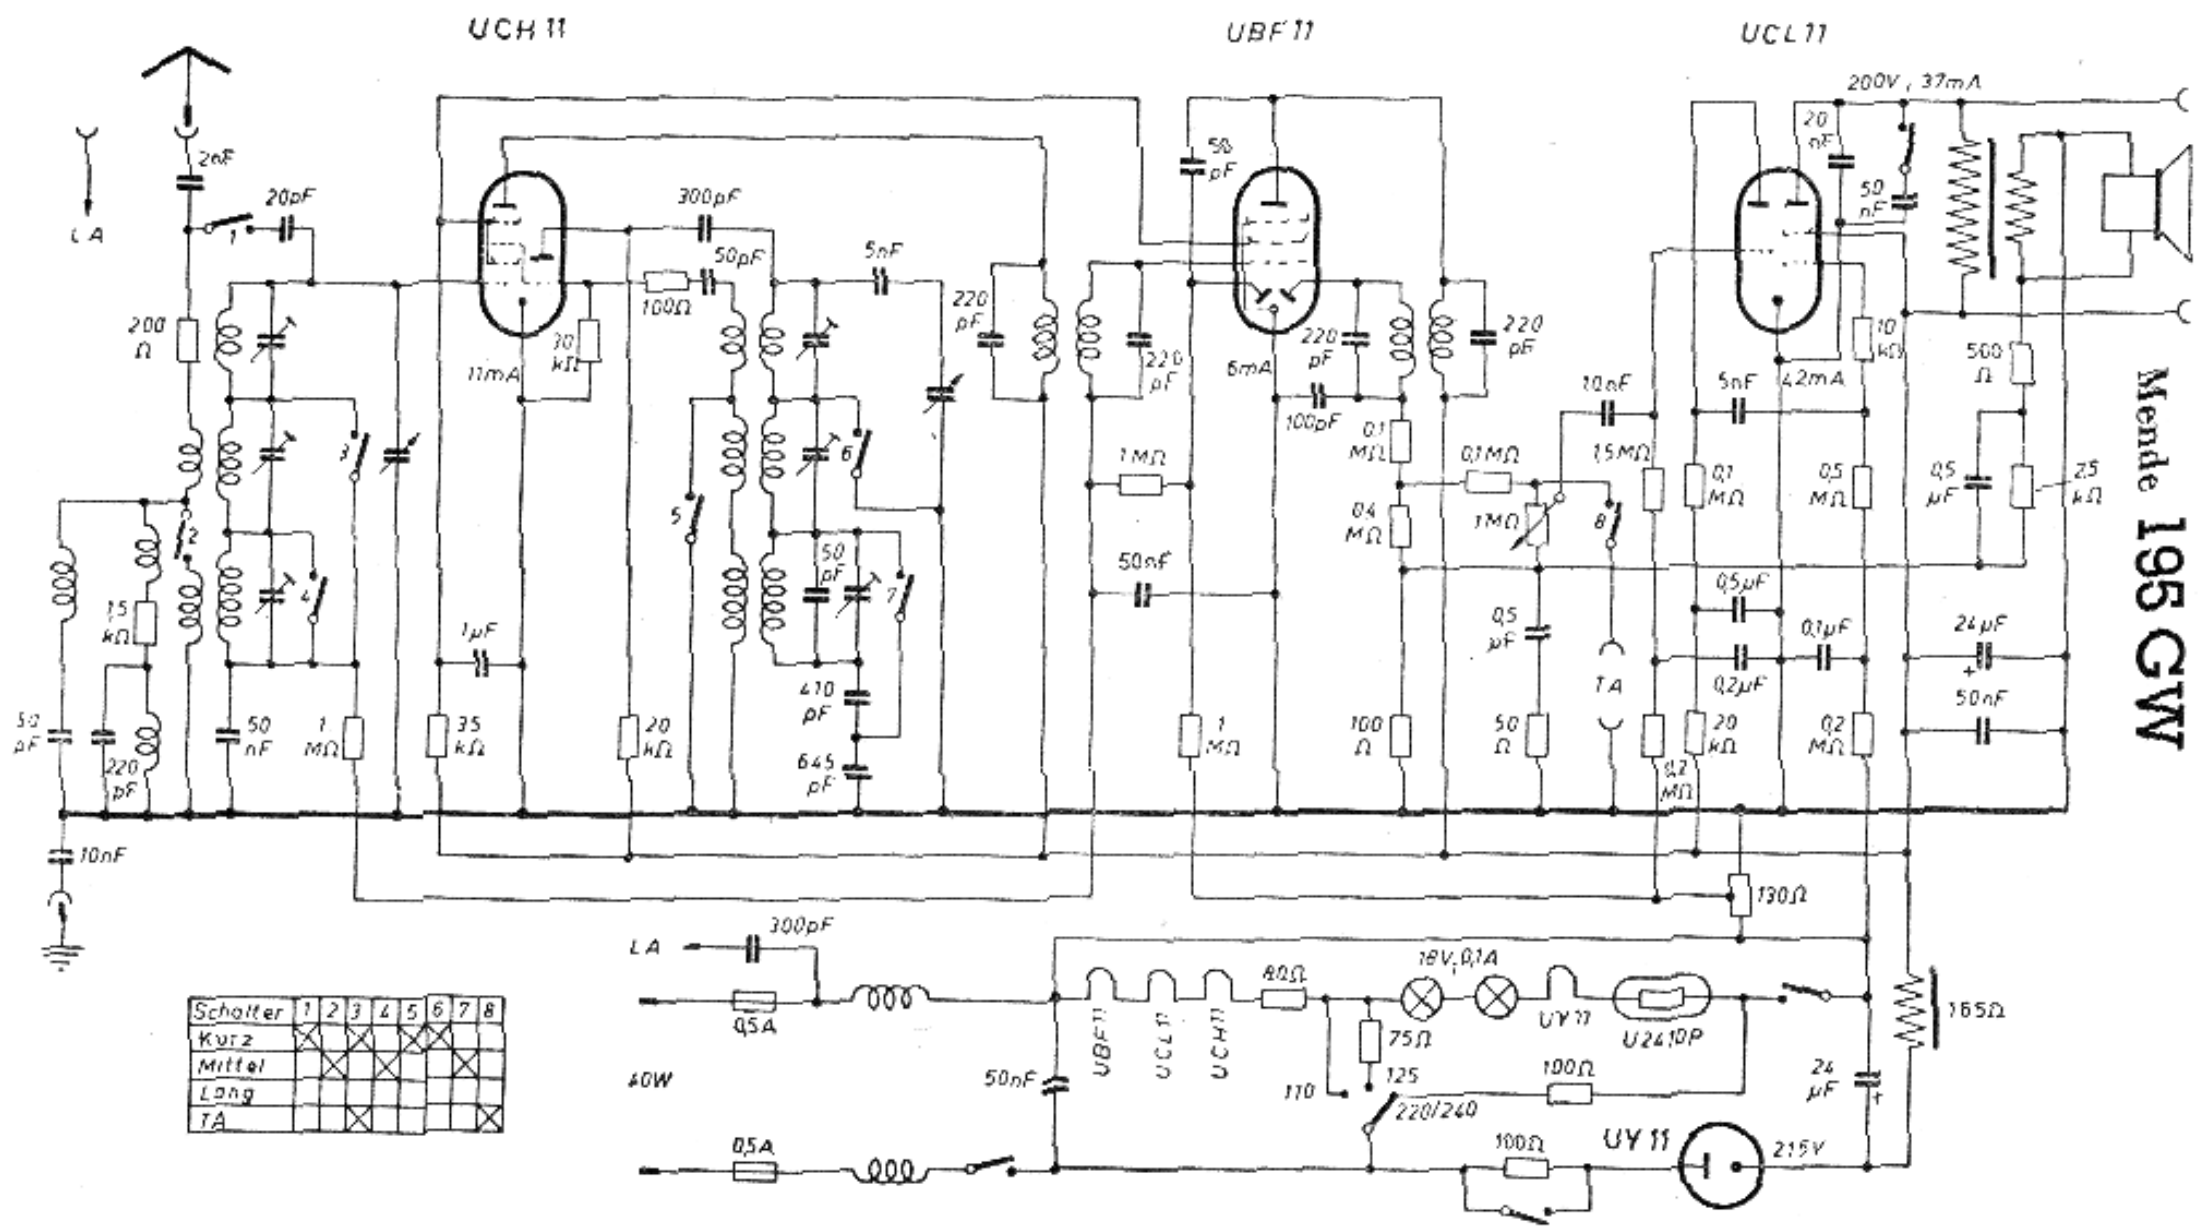 UCH 11
UBF 11
UCL 11
200V, 37mA
LA
2nF
20pF
1
200
Ω
2
3
4
1,5
kΩ
50
pF
220
pF
50
nF
1
MΩ
10nF
11mA
30
kΩ
1µF
35
kΩ
300pF
50pF
100Ω
20
kΩ
5
5nF
6
50
pF
7
410
pF
645
pF
220
pF
220
pF
1MΩ
50nF
50
pF
6mA
1
MΩ
220
pF
100pF
220
pF
0,1
MΩ
0,4
MΩ
0,1MΩ
1MΩ
8
100
Ω
0,5
µF
50
Ω
TA
10nF
1,5MΩ
0,2
MΩ
20
nF
50
nF
42mA
10
kΩ
5nF
0,1
MΩ
0,5
MΩ
0,5µF
0,1µF
0,2µF
20
kΩ
0,2
MΩ
500
Ω
0,5
µF
25
kΩ
24µF
+
50nF
130Ω
Mende 195 GW
LA
300pF
0,5A
40W
0,5A
50nF
UBF11
UCL11
UCH11
80Ω
18V,0,1A
UY11
U2410P
75Ω
110
125
220/240
100Ω
100Ω
UY 11
215V
24
µF
+
165Ω
Schalter 1 2 3 4 5 6 7 8
Kurz X X X X
Mittel X X X
Lang
TA X X